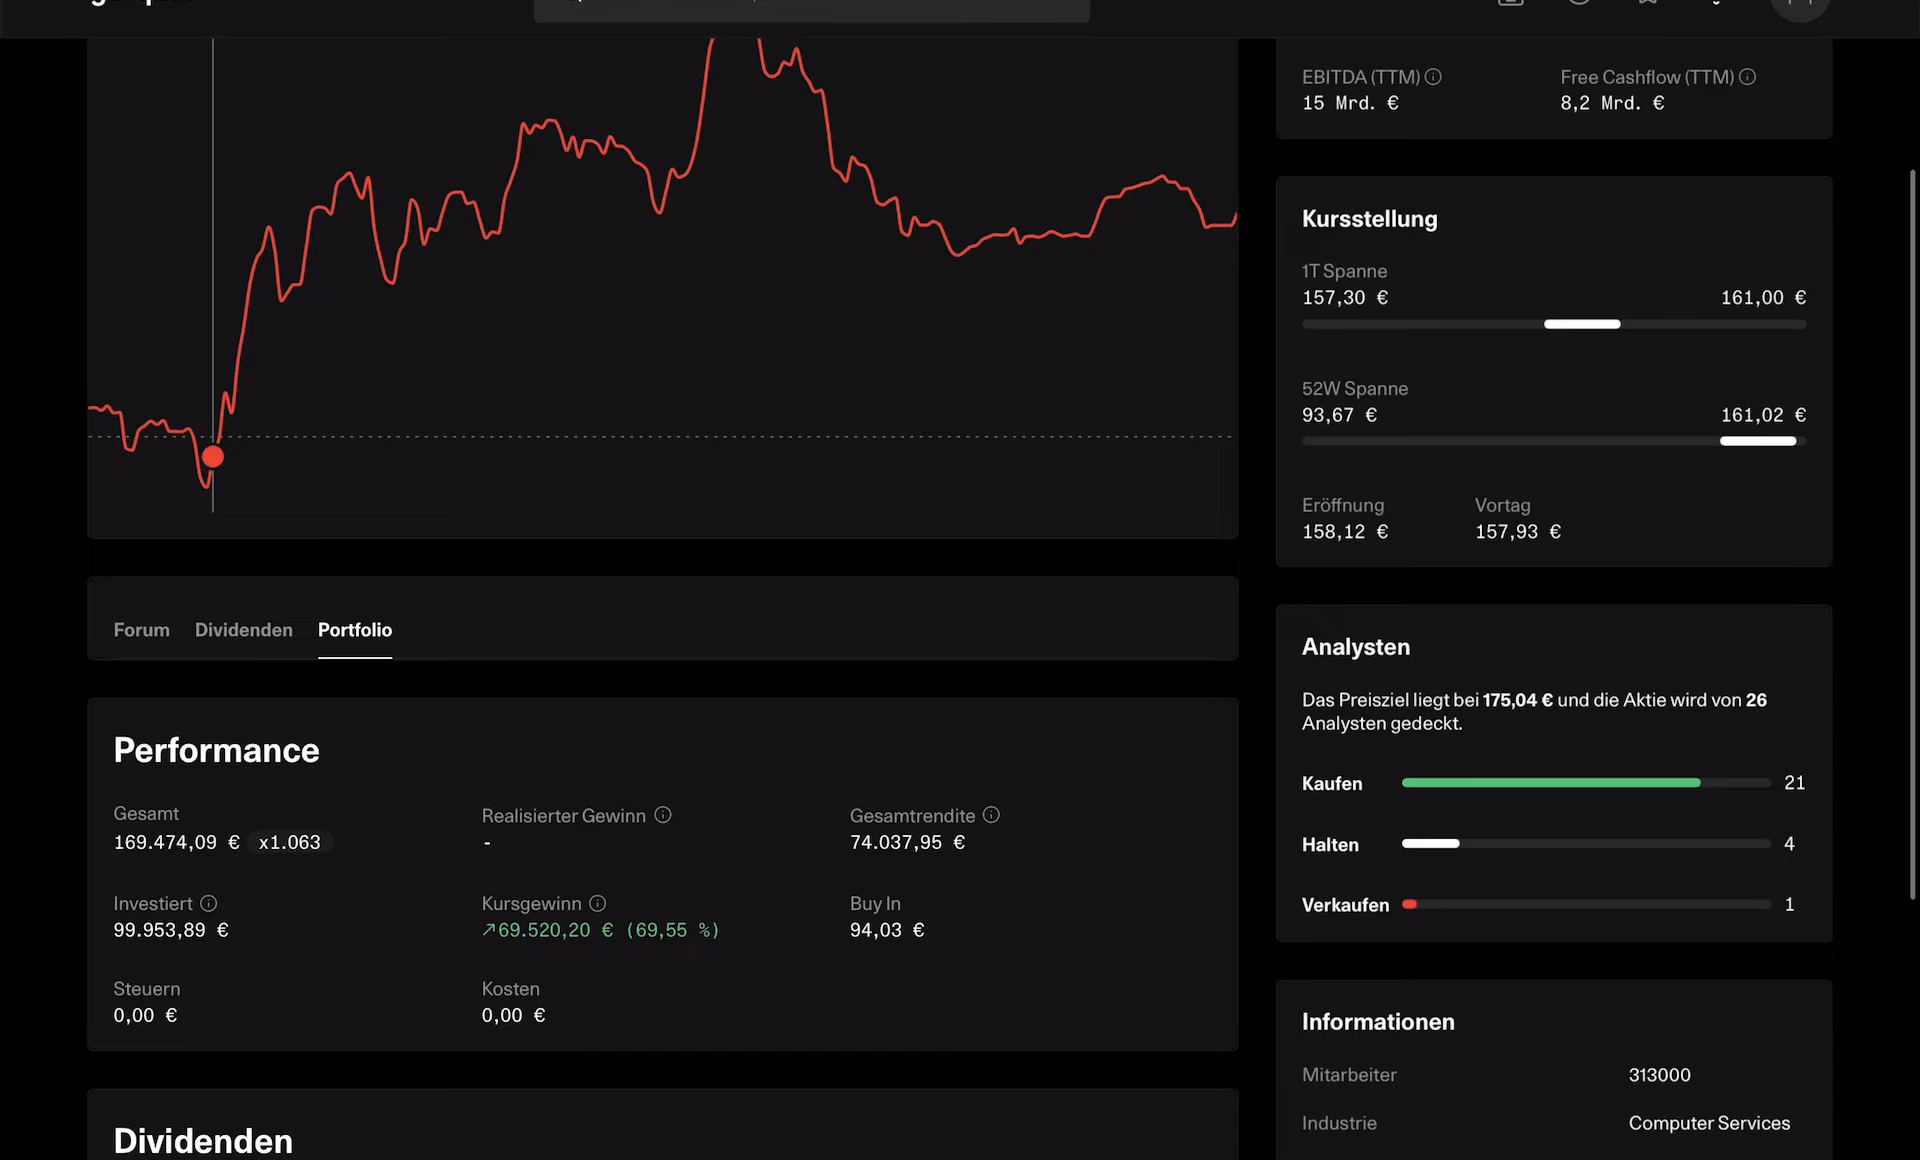 Forum Dividenden Portfolio
Performance
Gesamt
169.474,09 € x1.063
Realisierter Gewinn
-
Gesamtrendite
74.037,95 €
Investiert
99.953,89 €
Kursgewinn
69.520,20 € (69,55 %)
Buy In
94,03 €
Steuern
0,00 €
Kosten
0,00 €
Dividenden
EBITDA (TTM)
15 Mrd. €
Free Cashflow (TTM)
8,2 Mrd. €
Kursstellung
1T Spanne
157,30 € 161,00 €
52W Spanne
93,67 € 161,02 €
Eröffnung
158,12 €
Vortag
157,93 €
Analysten
Das Preisziel liegt bei 175,04 € und die Aktie wird von 26
Analysten gedeckt.
Kaufen 21
Halten 4
Verkaufen 1
Informationen
Mitarbeiter 313000
Industrie Computer Services